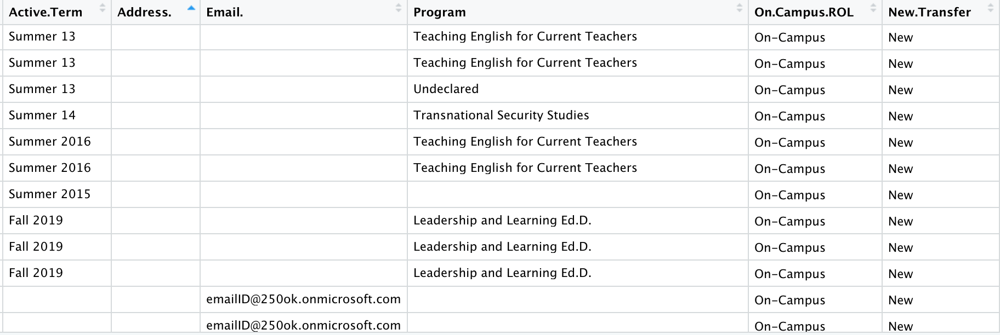 Active.Term Address. Email. Program On.Campus.ROL New.Transfer
Summer 13 Teaching English for Current Teachers On-Campus New
Summer 13 Teaching English for Current Teachers On-Campus New
Summer 13 Undeclared On-Campus New
Summer 14 Transnational Security Studies On-Campus New
Summer 2016 Teaching English for Current Teachers On-Campus New
Summer 2016 Teaching English for Current Teachers On-Campus New
Summer 2015 On-Campus New
Fall 2019 Leadership and Learning Ed.D. On-Campus New
Fall 2019 Leadership and Learning Ed.D. On-Campus New
Fall 2019 Leadership and Learning Ed.D. On-Campus New
emailID@250ok.onmicrosoft.com On-Campus New
emailID@250ok.onmicrosoft.com On-Campus New